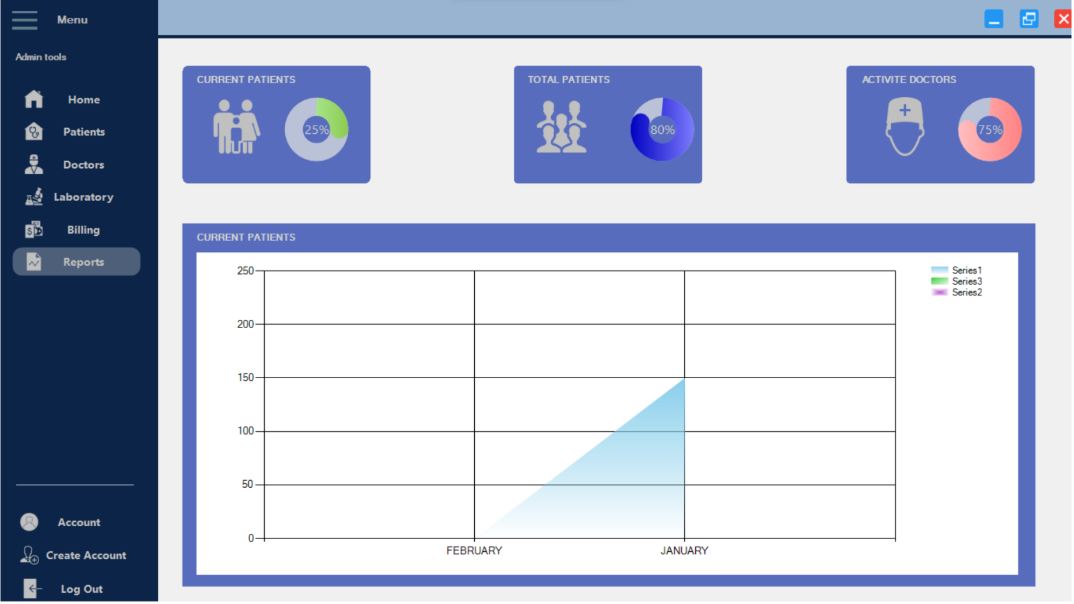 Menu
Admin tools
Home
Patients
Doctors
Laboratory
Billing
Reports
Account
Create Account
Log Out
CURRENT PATIENTS
25%
TOTAL PATIENTS
80%
ACTIVITE DOCTORS
75%
CURRENT PATIENTS
250
200
150
100
50
0
FEBRUARY
JANUARY
Series1
Series3
Series2